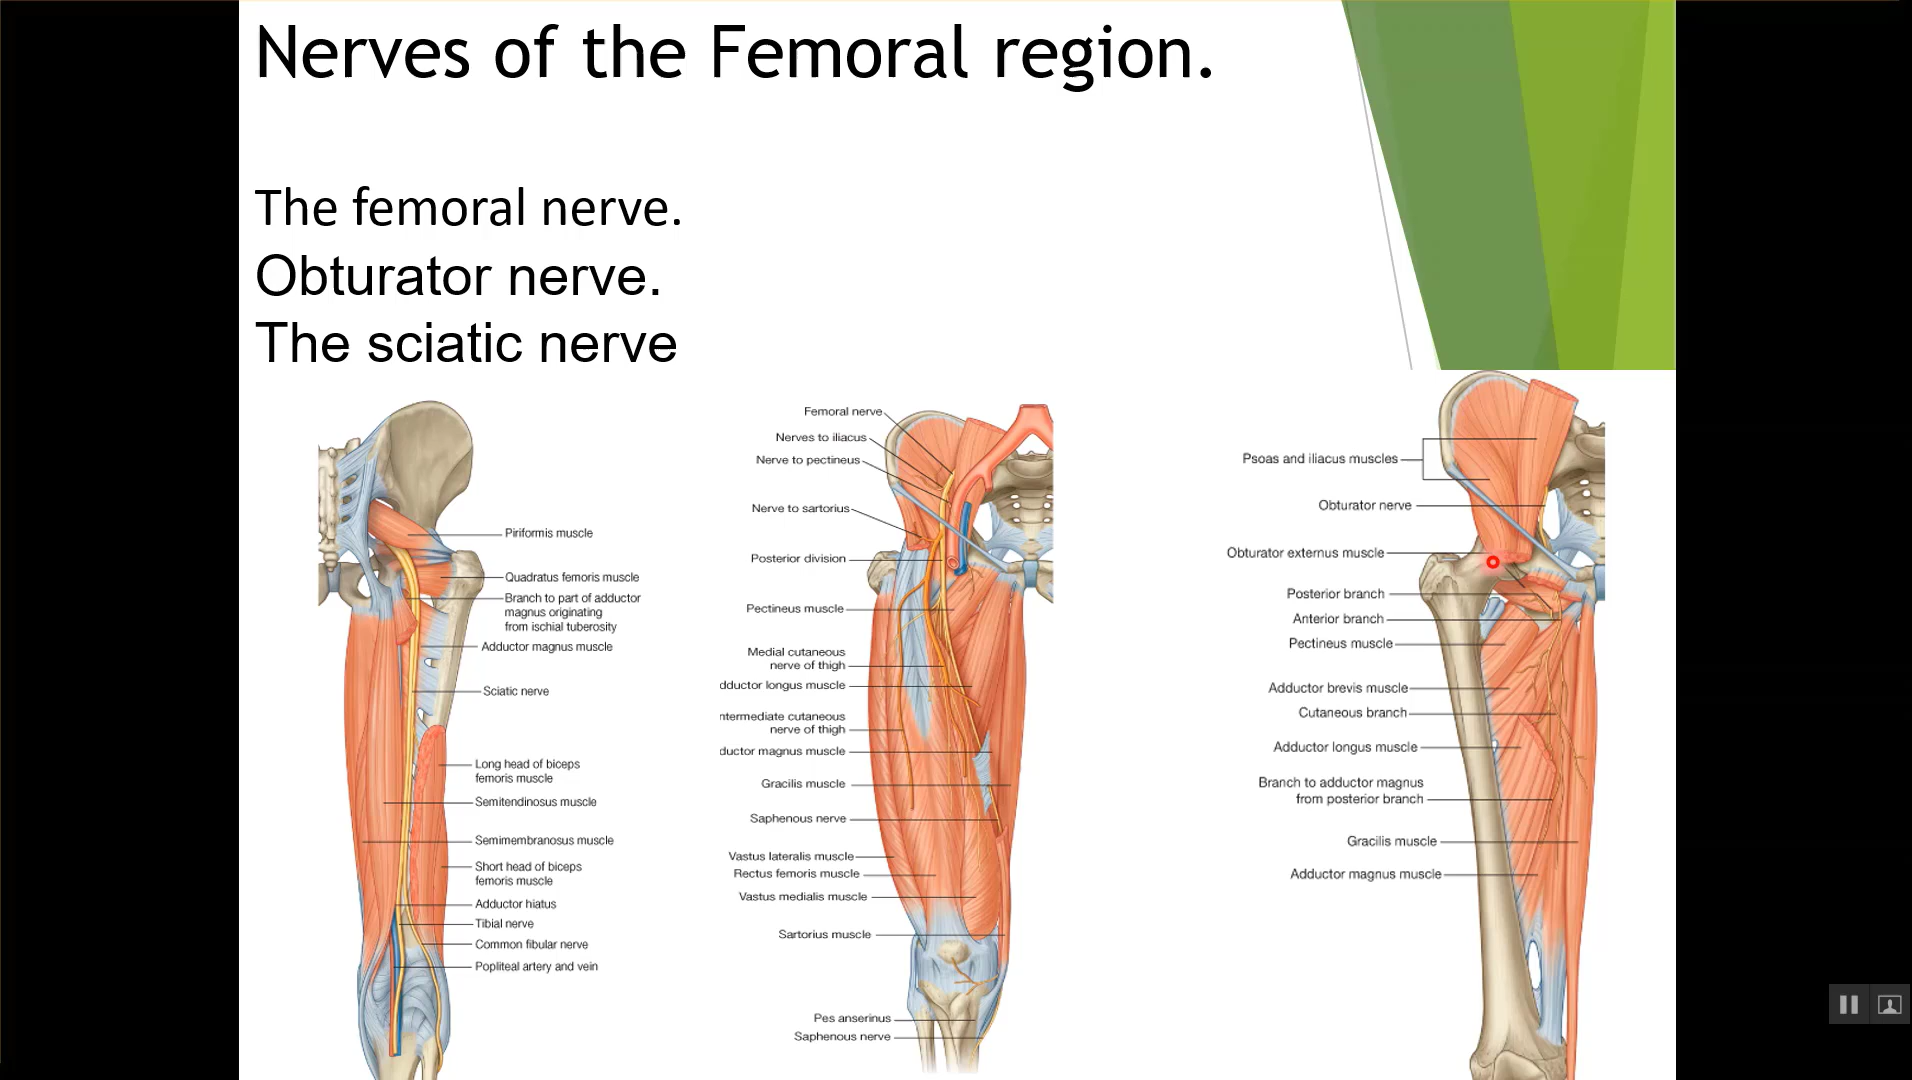 Nerves of the Femoral region.
The femoral nerve.
Obturator nerve.
The sciatic nerve
Piriformis muscle
Quadratus femoris muscle
Branch to part of adductor
magnus originating
from ischial tuberosity
Adductor magnus muscle
Sciatic nerve
Long head of biceps
femoris muscle
Semitendinosus muscle
Semimembranosus muscle
Short head of biceps
femoris muscle
Adductor hiatus
Tibial nerve
Common fibular nerve
Popliteal artery and vein
Femoral nerve
Nerves to iliacus
Nerve to pectineus
Nerve to sartorius
Posterior division
Pectineus muscle
Medial cutaneous
nerve of thigh
dductor longus muscle
ntermediate cutaneous
nerve of thigh
ductor magnus muscle
Gracilis muscle
Saphenous nerve
Vastus lateralis muscle
Rectus femoris muscle
Vastus medialis muscle
Sartorius muscle
Pes anserinus
Saphenous nerve
Psoas and iliacus muscles
Obturator nerve
Obturator externus muscle
Posterior branch
Anterior branch
Pectineus muscle
Adductor brevis muscle
Cutaneous branch
Adductor longus muscle
Branch to adductor magnus
from posterior branch
Gracilis muscle
Adductor magnus muscle